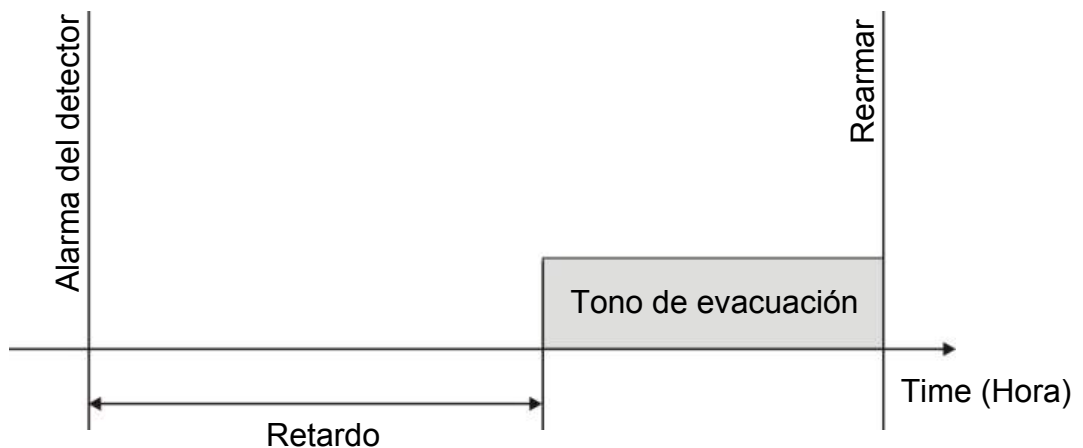 Alarma del detector
Rearmar
Tono de evacuación
Time (Hora)
Retardo